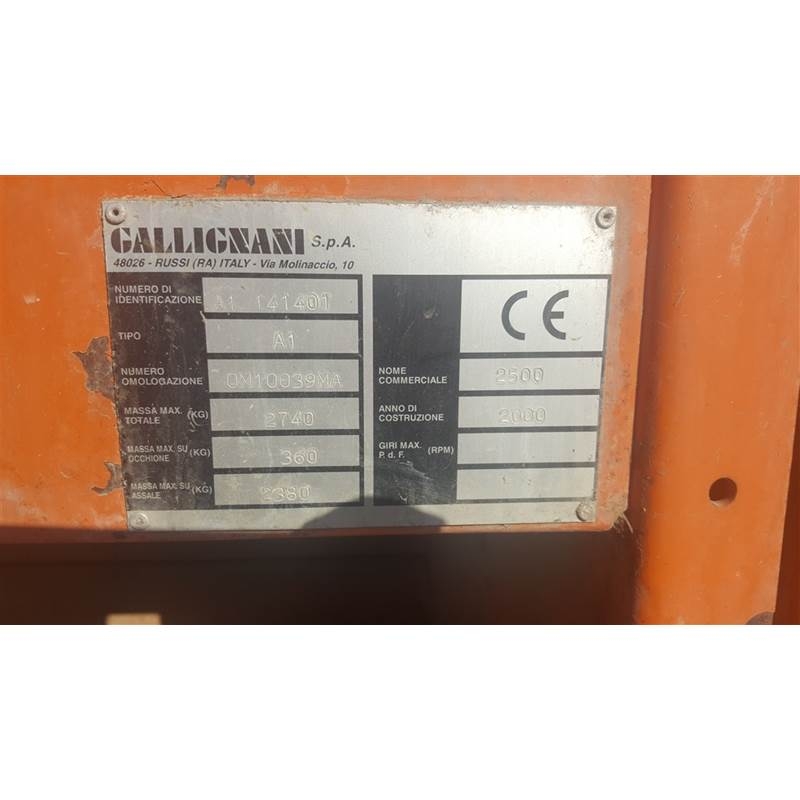 GALLIGNANI S.p.A.
48026 - RUSSI (RA) ITALY - Via Molinaccio, 10
NUMERO DI
IDENTIFICAZIONE A1 141401
TIPO A1
NUMERO
OMOLOGAZIONE OM10039MA
MASSA MAX. (KG)
TOTALE 2740
MASSA MAX. SU (KG)
OCCHIONE 360
MASSA MAX. SU (KG)
ASSALE 2380
CE
NOME
COMMERCIALE 2500
ANNO DI
COSTRUZIONE 2000
GIRI MAX. (RPM)
P. d. F.